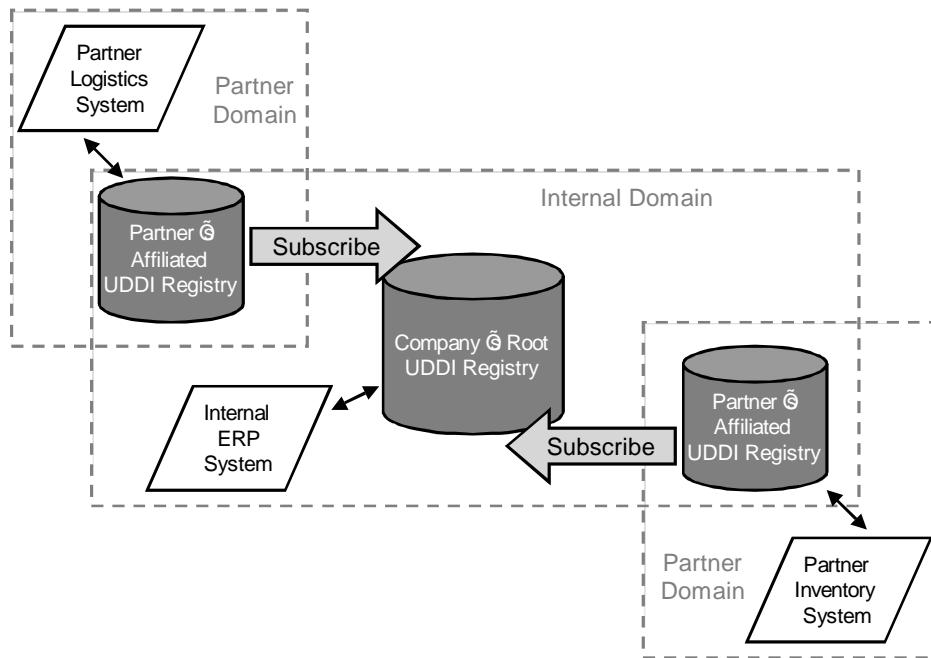 Partner
Logistics
System
Partner
Domain
Internal Domain
Partner
Affiliated
UDDI Registry
Subscribe
Company Root
UDDI Registry
Internal
ERP
System
Partner
Affiliated
UDDI Registry
Subscribe
Partner
Domain
Partner
Inventory
System